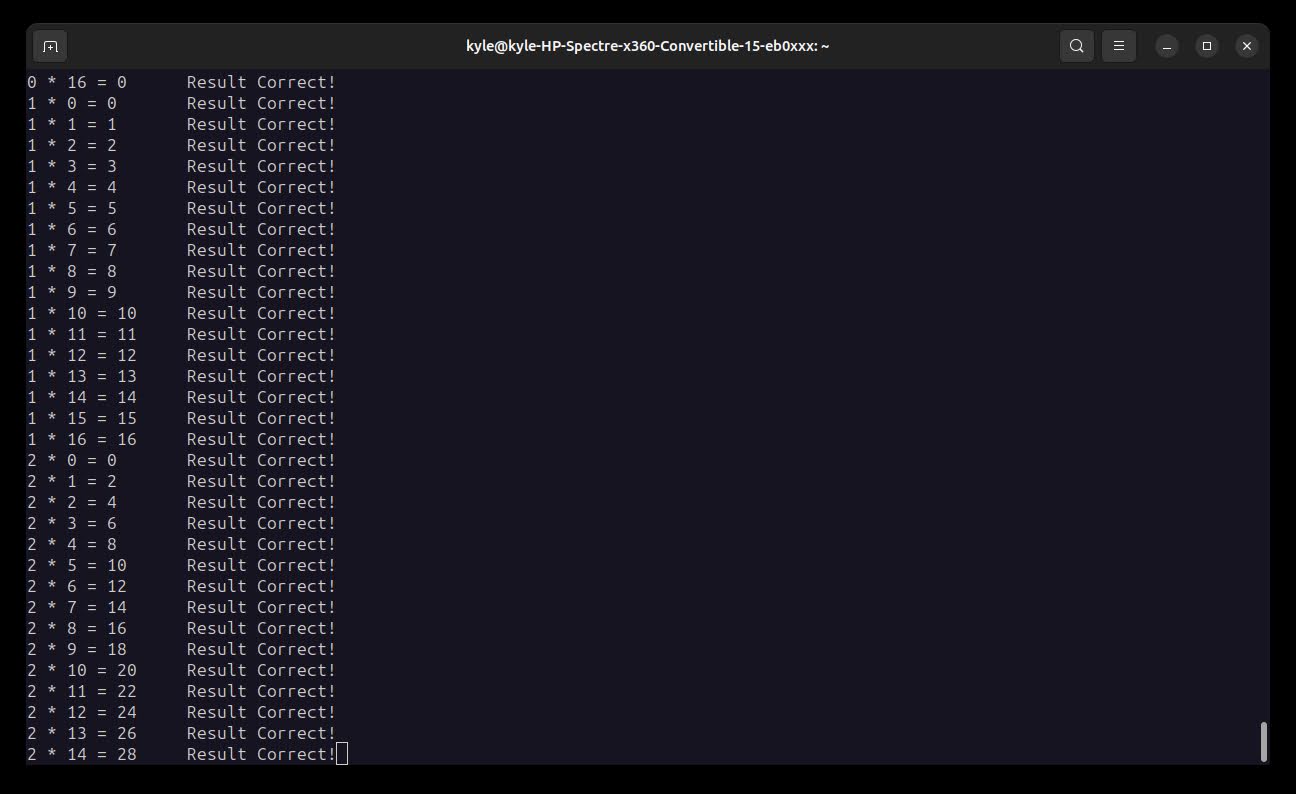 kyle@kyle-HP-Spectre-x360-Convertible-15-eb0xxx: ~
0 * 16 = 0      Result Correct!
1 * 0 = 0       Result Correct!
1 * 1 = 1       Result Correct!
1 * 2 = 2       Result Correct!
1 * 3 = 3       Result Correct!
1 * 4 = 4       Result Correct!
1 * 5 = 5       Result Correct!
1 * 6 = 6       Result Correct!
1 * 7 = 7       Result Correct!
1 * 8 = 8       Result Correct!
1 * 9 = 9       Result Correct!
1 * 10 = 10     Result Correct!
1 * 11 = 11     Result Correct!
1 * 12 = 12     Result Correct!
1 * 13 = 13     Result Correct!
1 * 14 = 14     Result Correct!
1 * 15 = 15     Result Correct!
1 * 16 = 16     Result Correct!
2 * 0 = 0       Result Correct!
2 * 1 = 2       Result Correct!
2 * 2 = 4       Result Correct!
2 * 3 = 6       Result Correct!
2 * 4 = 8       Result Correct!
2 * 5 = 10      Result Correct!
2 * 6 = 12      Result Correct!
2 * 7 = 14      Result Correct!
2 * 8 = 16      Result Correct!
2 * 9 = 18      Result Correct!
2 * 10 = 20     Result Correct!
2 * 11 = 22     Result Correct!
2 * 12 = 24     Result Correct!
2 * 13 = 26     Result Correct!
2 * 14 = 28     Result Correct!